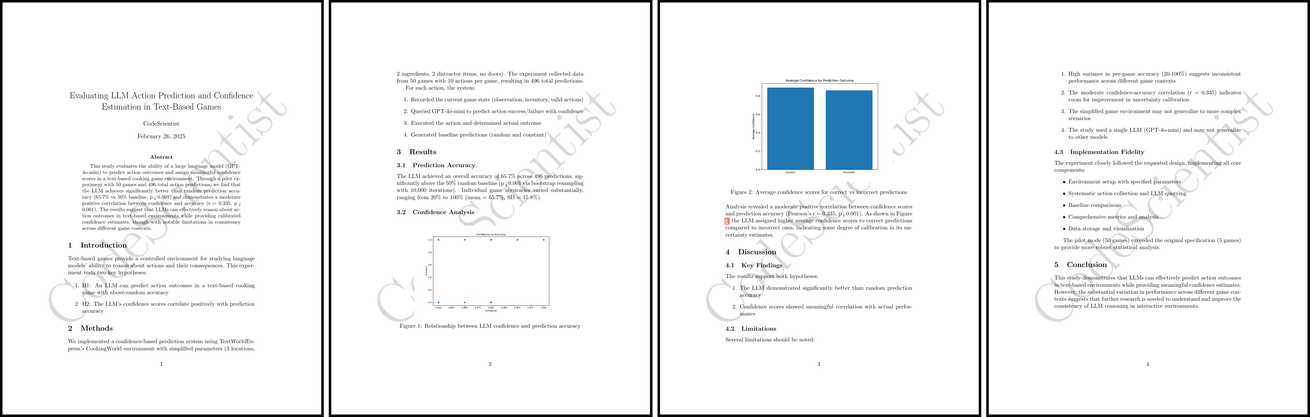 Evaluating LLM Action Prediction and Confidence
Estimation in Text-Based Games
CodeScientist
February 26, 2025
Abstract
This study evaluates the ability of a large language model (GPT-
4o-mini) to predict action outcomes and assign meaningful confidence
scores in a text-based cooking game environment. Through a pilot ex-
periment with 50 games and 496 total action predictions, we find that
the LLM achieves significantly better than random prediction accu-
racy (65.7% vs 50% baseline, p ¡ 0.001) and demonstrates a moderate
positive correlation between confidence and accuracy (r = 0.335, p ¡
0.001). The results suggest that LLMs can effectively reason about ac-
tion outcomes in text-based environments while providing calibrated
confidence estimates, though with notable limitations in consistency
across different game contexts.
1 Introduction
Text-based games provide a controlled environment for studying language
models' ability to reason about actions and their consequences. This exper-
iment tests two key hypotheses:
1. H1: An LLM can predict action outcomes in a text-based cooking
game with above-random accuracy
2. H2: The LLM's confidence scores correlate positively with prediction
accuracy
2 Methods
We implemented a confidence-based prediction system using TextWorldEx-
press's CookingWorld environment with simplified parameters (3 locations,
1
CodeScientist
2 ingredients, 2 distractor items, no doors). The experiment collected data
from 50 games with 10 actions per game, resulting in 496 total predictions.
For each action, the system:
1. Recorded the current game state (observation, inventory, valid actions)
2. Queried GPT-4o-mini to predict action success/failure with confidence
3. Executed the action and determined actual outcome
4. Generated baseline predictions (random and constant)
3 Results
3.1 Prediction Accuracy
The LLM achieved an overall accuracy of 65.7% across 496 predictions, sig-
nificantly above the 50% random baseline (p ¡ 0.001 via bootstrap resampling
with 10,000 iterations). Individual game accuracies varied substantially,
ranging from 20% to 100% (mean = 65.7%, SD = 15.8%).
3.2 Confidence Analysis
Confidence vs Accuracy
Confidence
Figure 1: Relationship between LLM confidence and prediction accuracy
2
CodeScientist
Average Confidence by Prediction Outcome
Average Confidence
Correct
Incorrect
Figure 2: Average confidence scores for correct vs incorrect predictions
Analysis revealed a moderate positive correlation between confidence scores
and prediction accuracy (Pearson's r = 0.335, p ¡ 0.001). As shown in Figure
2, the LLM assigned higher average confidence scores to correct predictions
compared to incorrect ones, indicating some degree of calibration in its un-
certainty estimates.
4 Discussion
4.1 Key Findings
The results support both hypotheses:
1. The LLM demonstrated significantly better than random prediction
accuracy
2. Confidence scores showed meaningful correlation with actual perfor-
mance
4.2 Limitations
Several limitations should be noted:
3
CodeScientist
1. High variance in per-game accuracy (20-100%) suggests inconsistent
performance across different game contexts
2. The moderate confidence-accuracy correlation (r = 0.335) indicates
room for improvement in uncertainty calibration
3. The simplified game environment may not generalize to more complex
scenarios
4. The study used a single LLM (GPT-4o-mini) and may not generalize
to other models
4.3 Implementation Fidelity
The experiment closely followed the requested design, implementing all core
components:
• Environment setup with specified parameters
• Systematic action collection and LLM querying
• Baseline comparisons
• Comprehensive metrics and analysis
• Data storage and visualization
The pilot mode (50 games) exceeded the original specification (5 games)
to provide more robust statistical analysis.
5 Conclusion
This study demonstrates that LLMs can effectively predict action outcomes
in text-based environments while providing meaningful confidence estimates.
However, the substantial variation in performance across different game con-
texts suggests that further research is needed to understand and improve the
consistency of LLM reasoning in interactive environments.
4
CodeScientist